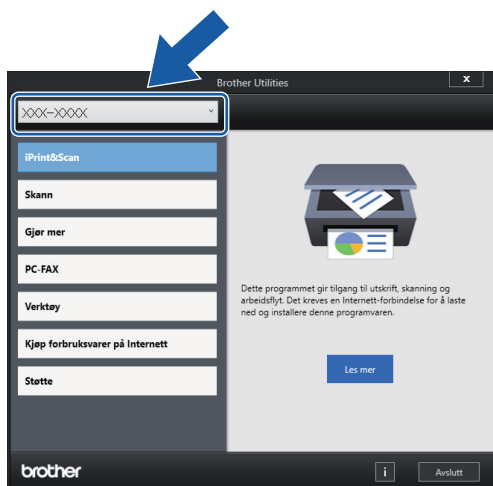 Brother Utilities
x
XXX-XXXX
iPrint&Scan
Skann
Gjør mer
PC-FAX
Verktøy
Kjøp forbruksvarer på Internett
Støtte
Dette programmet gir tilgang til utskrift, skanning og
arbeidsflyt. Det kreves en Internett-forbindelse for å laste
ned og installere denne programvaren.
Les mer
brother
i
Avslutt